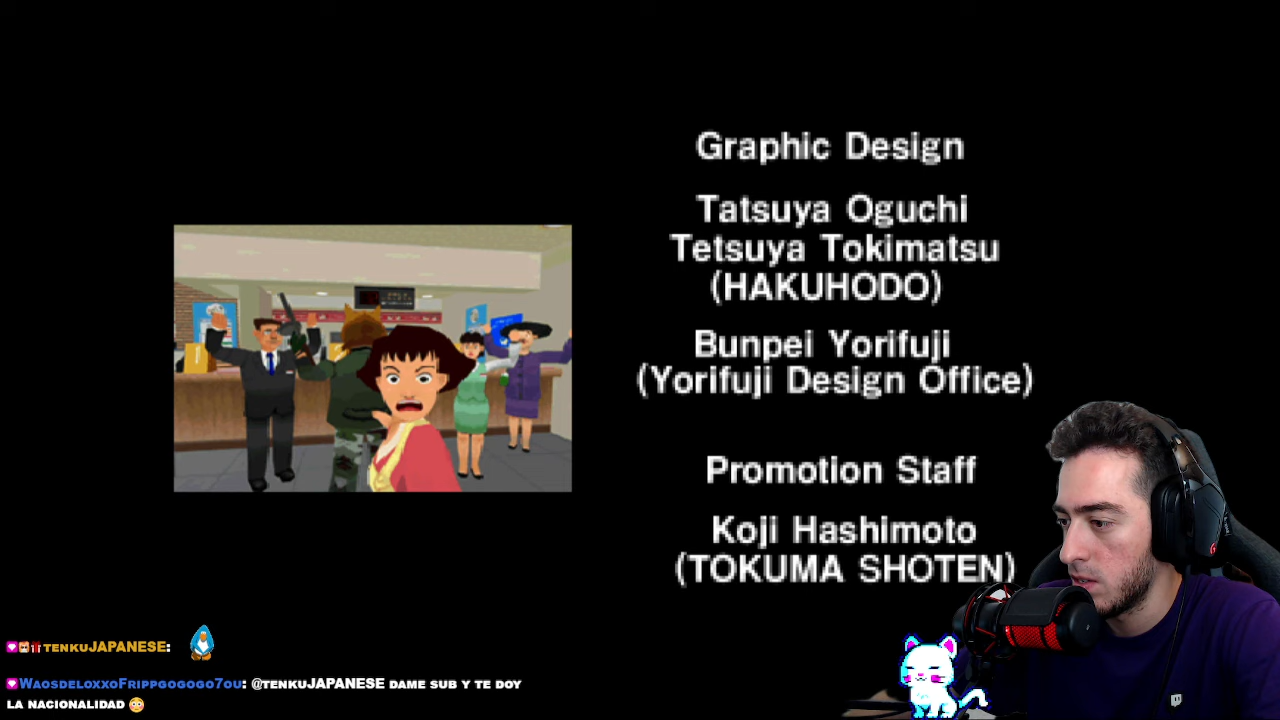 Graphic Design
Tatsuya Oguchi
Tetsuya Tokimatsu
(HAKUHODO)
Bunpei Yorifuji
(Yorifuji Design Office)
Promotion Staff
Koji Hashimoto
(TOKUMA SHOTEN)
TENKUJAPANESE:
WAOSDELOXXOFRIPPGOGOGO7OU: @TENKUJAPANESE DAME SUB Y TE DOY
LA NACIONALIDAD 😳